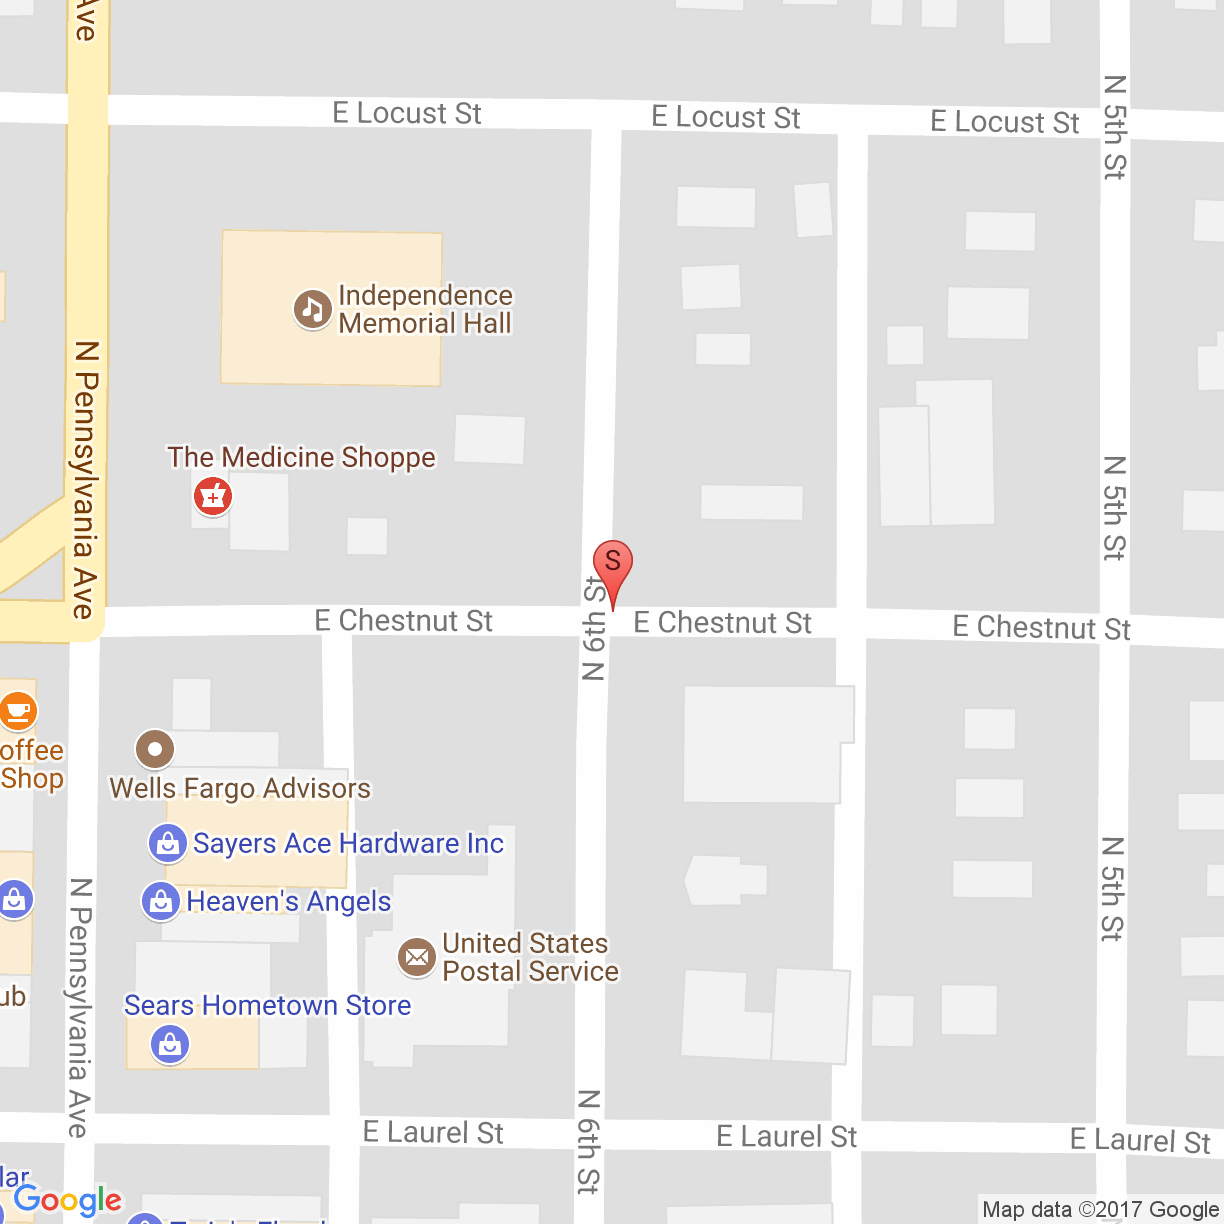 Ave
E Locust St
E Locust St
E Locust St
N 5th St
Independence
Memorial Hall
N Pennsylvania Ave
The Medicine Shoppe
N 5th St
S
E Chestnut St
N 6th St
E Chestnut St
E Chestnut St
offee
Shop
Wells Fargo Advisors
Sayers Ace Hardware Inc
N 5th St
Heaven's Angels
N Pennsylvania Ave
United States
Postal Service
ub
Sears Hometown Store
N 6th St
E Laurel St
E Laurel St
E Laurel St
lar
Google
Map data ©2017 Google